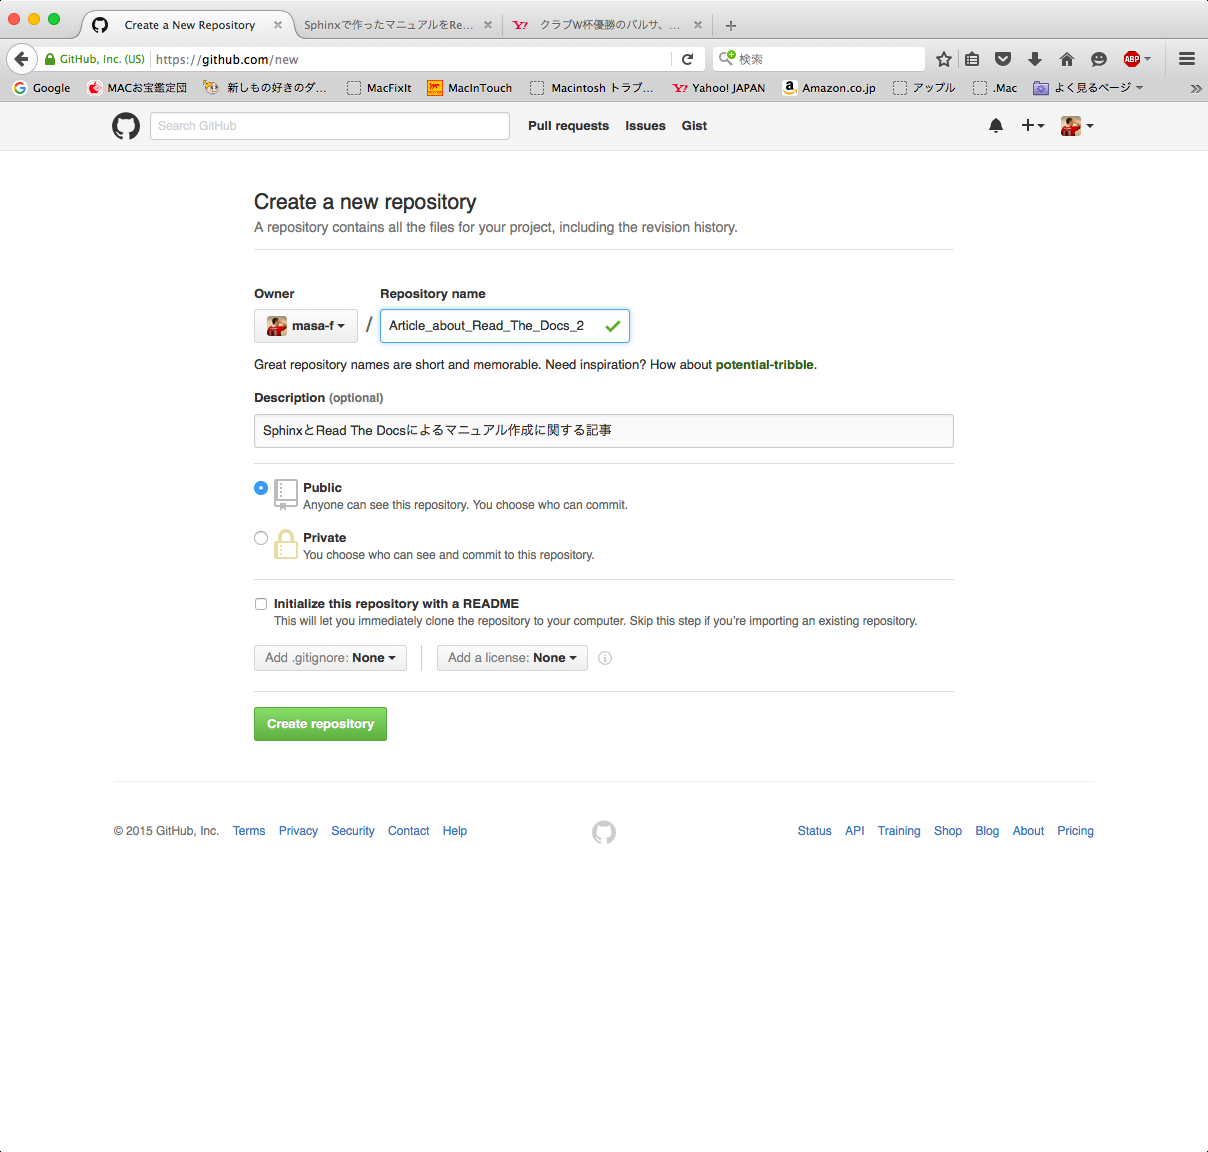 Create a New Repository
Sphinxで作ったマニュアルをRe...
クラブW杯優勝のバルサ、...
GitHub, Inc. (US)
https://github.com/new
検索
ABP
Google
MACお宝鑑定団
新しもの好きのダ...
MacFixIt
MacInTouch
Macintosh トラブ...
Yahoo! JAPAN
Amazon.co.jp
アップル
.Mac
よく見るページ
Search GitHub
Pull requests
Issues
Gist
Create a new repository
A repository contains all the files for your project, including the revision history.
Owner
Repository name
masa-f
/
Article_about_Read_The_Docs_2
Great repository names are short and memorable. Need inspiration? How about potential-tribble.
Description (optional)
SphinxとRead The Docsによるマニュアル作成に関する記事
Public
Anyone can see this repository. You choose who can commit.
Private
You choose who can see and commit to this repository.
Initialize this repository with a README
This will let you immediately clone the repository to your computer. Skip this step if you're importing an existing repository.
Add .gitignore: None
Add a license: None
Create repository
© 2015 GitHub, Inc.
Terms
Privacy
Security
Contact
Help
Status
API
Training
Shop
Blog
About
Pricing